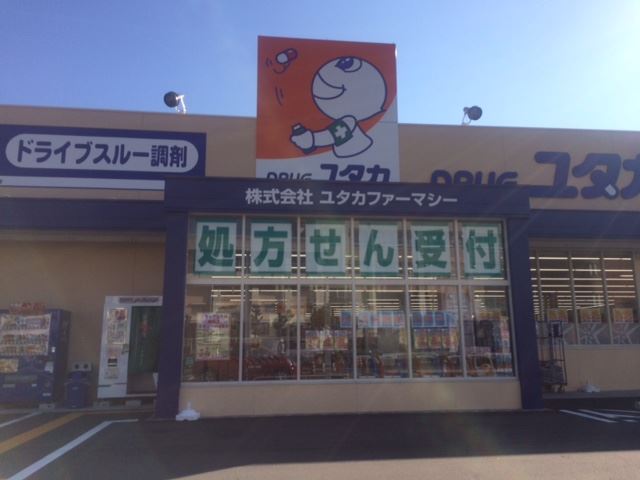 ドライブスルー調剤
DRUG ユタカ
DRUG ユタカ
株式会社 ユタカファーマシー
処方せん受付